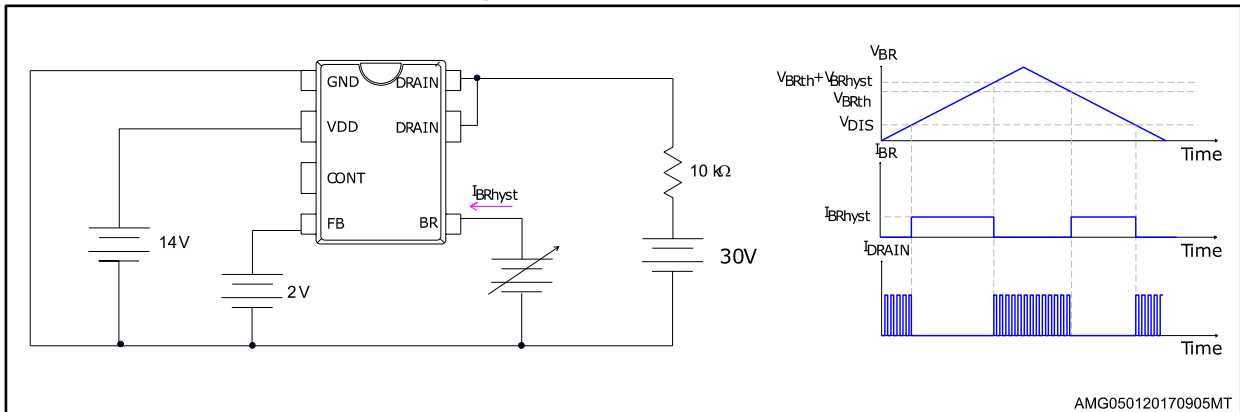 GND
DRAIN
VDD
DRAIN
CONT
FB
BR
IBRhyst
14V
2V
10 kΩ
30V
VBR
VBRth+VBRhyst
VBRth
VDIS
Time
IBR
IBRhyst
Time
IDRAIN
Time
AMG050120170905MT